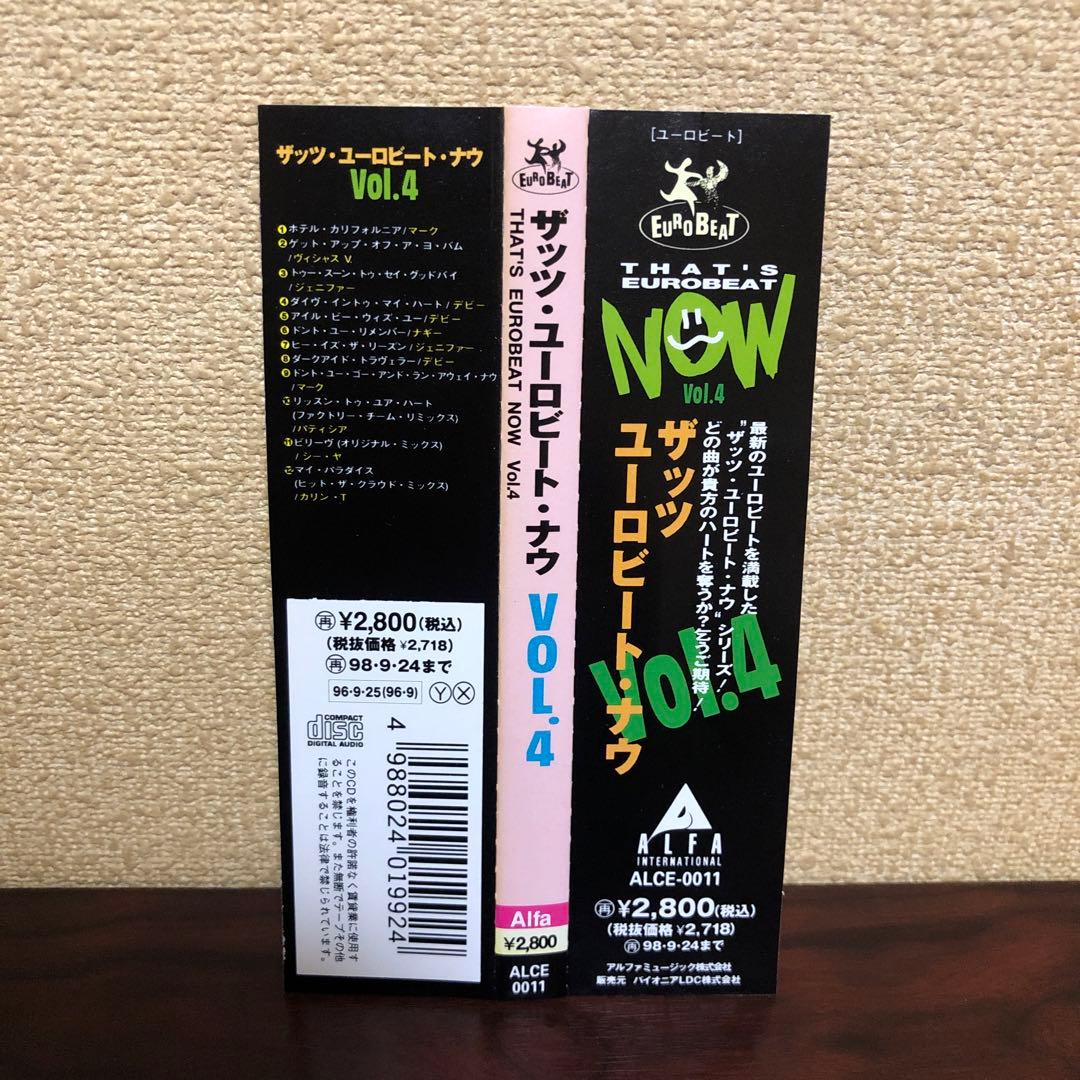 ザッツ・ユーロビート・ナウ
Vol.4
1 ホテル・カリフォルニア/マーク
2 ゲット・アップ・オフ・ア・ヨ・バム
/ヴィシャス V.
3 トゥー・スーン・トゥ・セイ・グッドバイ
/ジェニファー
4 ダイヴ・イントゥ・マイ・ハート/デビー
5 アイル・ビー・ウィズ・ユー/デビー
6 ドント・ユー・リメンバー/ナギー
7 ヒー・イズ・ザ・リーズン/ジェニファー
8 ダークアイド・トラヴェラー/デビー
9 ドント・ユー・ゴー・アンド・ラン・アウェイ・ナウ
/マーク
10 リッスン・トゥ・ユア・ハート
(ファクトリー・チーム・リミックス)
/パティシア
11 ビリーヴ (オリジナル・ミックス)
/シー・ヤ
12 マイ・パラダイス
(ヒット・ザ・クラウド・ミックス)
/カリン・T
再 ¥2,800(税込)
(税抜価格 ¥2,718)
再 98・9・24まで
96・9・25(96・9) Y X
COMPACT
disc
DIGITAL AUDIO
このCDを権利者の許諾なく賃貸業に使用す
ることを禁じます。また無断でテープその他
に録音することは法律で禁じられています。
4 988024 019924
EUROBEAT
ザッツ・ユーロビート・ナウ VOL.4
THAT'S EUROBEAT NOW Vol.4
Alfa
¥2,800
ALCE
0011
[ユーロビート]
EUROBEAT
THAT'S
EUROBEAT
NOW
Vol.4
最新のユーロビートを満載した
"ザッツ・ユーロビート・ナウ"シリーズ!
どの曲が貴方のハートを奪うか?乞うご期待!
ザッツ
ユーロビート・ナウ
Vol.4
ALFA
INTERNATIONAL
ALCE-0011
再 ¥2,800(税込)
(税抜価格 ¥2,718)
再 98・9・24まで
アルファミュージック株式会社
販売元 パイオニアLDC株式会社